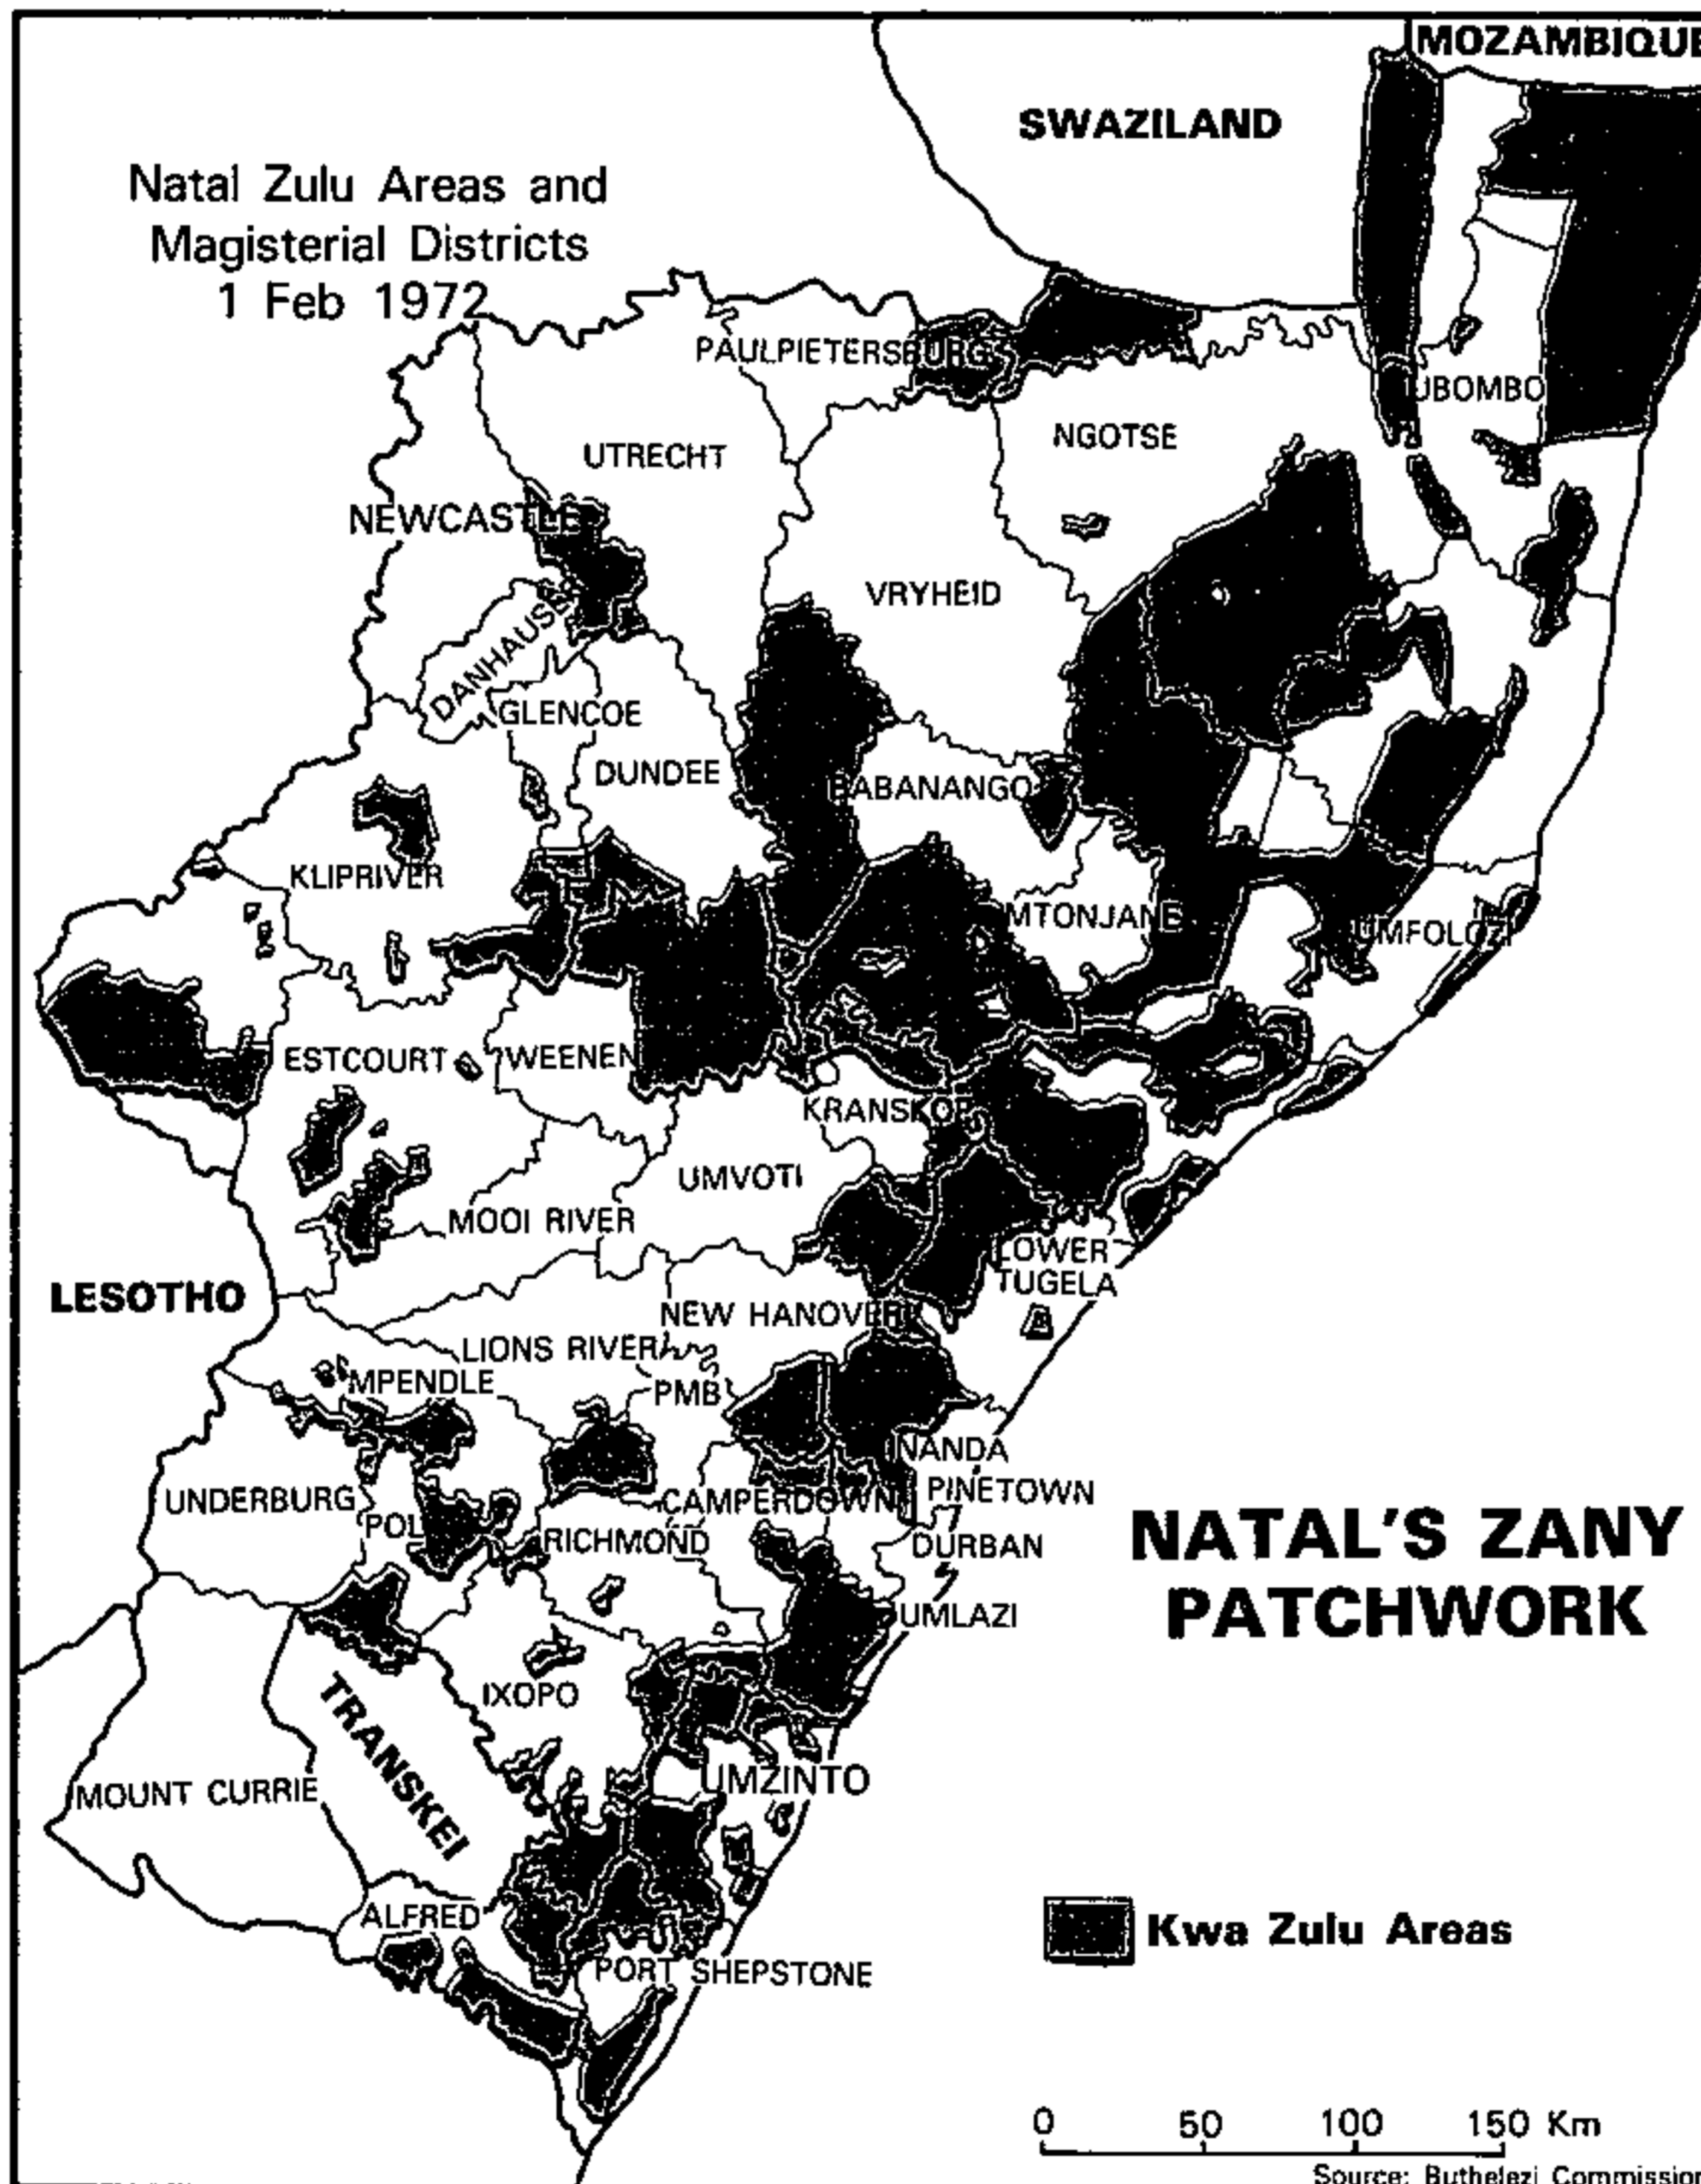 MOZAMBIQUE
SWAZILAND
Natal Zulu Areas and
Magisterial Districts
1 Feb 1972
PAULPIETERSBURG
UBOMBO
NGOTSE
UTRECHT
NEWCASTLE
VRYHEID
DANHAUSE
GLENCOE
DUNDEE
BABANANGO
KLIPRIVER
MTONJANE
UMFOLOZI
ESTCOURT
WEENEN
KRANSKOP
UMVOTI
MOOI RIVER
LOWER
TUGELA
LESOTHO
NEW HANOVER
LIONS RIVER
MPENDLE
PMB
NANDA
UNDERBURG
CAMPERDOWN
PINETOWN
POL
RICHMOND
DURBAN
NATAL'S ZANY
PATCHWORK
UMLAZI
IXOPO
TRANSKEI
MOUNT CURRIE
UMZINTO
ALFRED
Kwa Zulu Areas
PORT SHEPSTONE
0 50 100 150 Km
Source: Buthelezi Commission